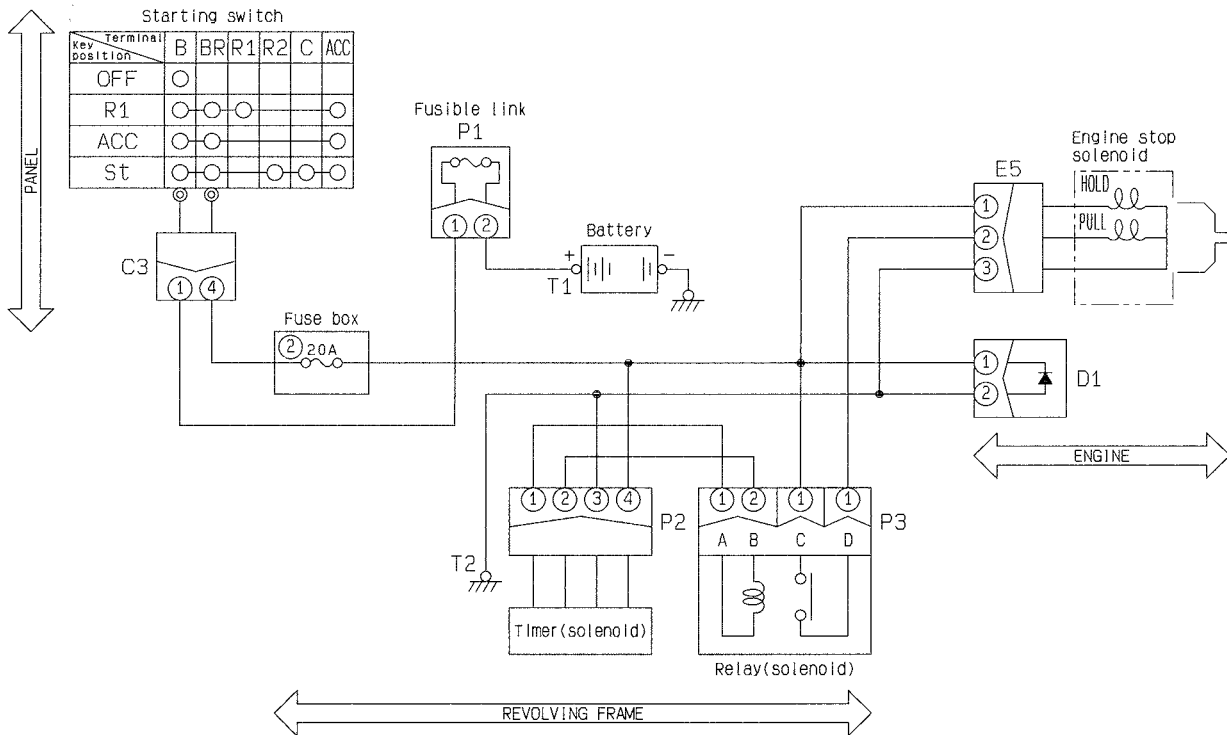 Starting switch
Terminal
Key position
B BR R1 R2 C ACC
OFF
R1
ACC
St
PANEL
C3
1 4
Fusible link
P1
1 2
Battery
+ −
T1
Fuse box
2 20A
Engine stop
solenoid
E5
HOLD
PULL
1
2
3
1
2
D1
ENGINE
1 2 3 4
P2
1 2 1 1
P3
A B C D
T2
Timer(solenoid)
Relay(solenoid)
REVOLVING FRAME